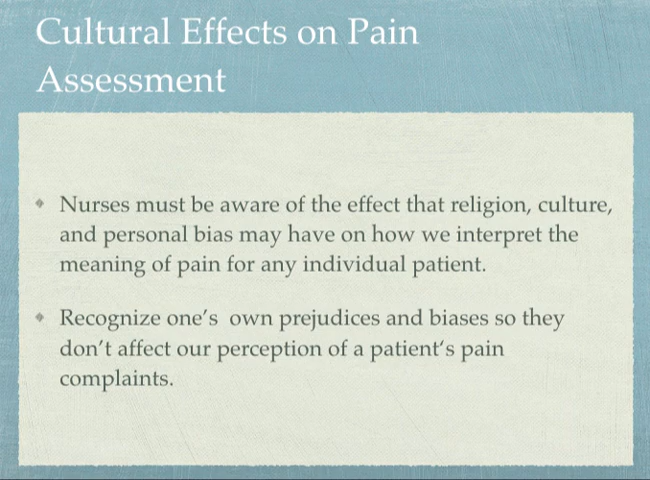 Cultural Effects on Pain
Assessment
Nurses must be aware of the effect that religion, culture,
and personal bias may have on how we interpret the
meaning of pain for any individual patient.
Recognize one’s  own prejudices and biases so they
don’t affect our perception of a patient‘s pain
complaints.